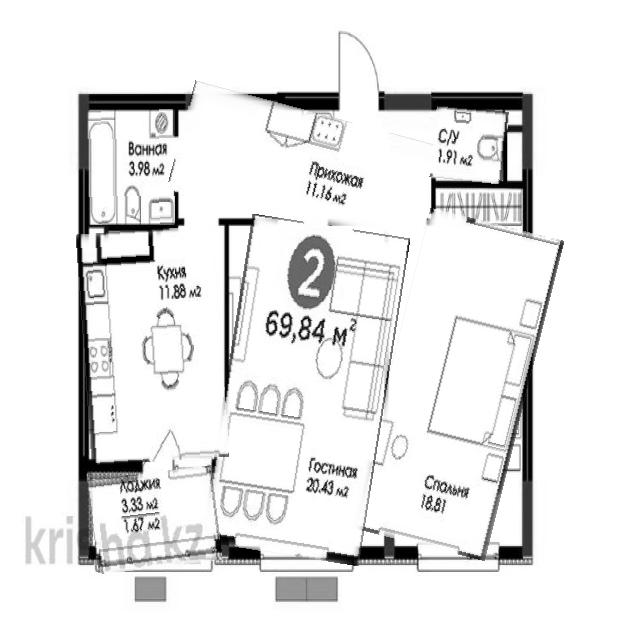 Ванная
3.98 м2
С/У
1.91 м2
Прихожая
11.16 м2
Кухня
11.88 м2
2
69,84 м2
Гостиная
20.43 м2
Спальня
18.81
Лоджия
3.33 м2
1.67 м2
krisha.kz